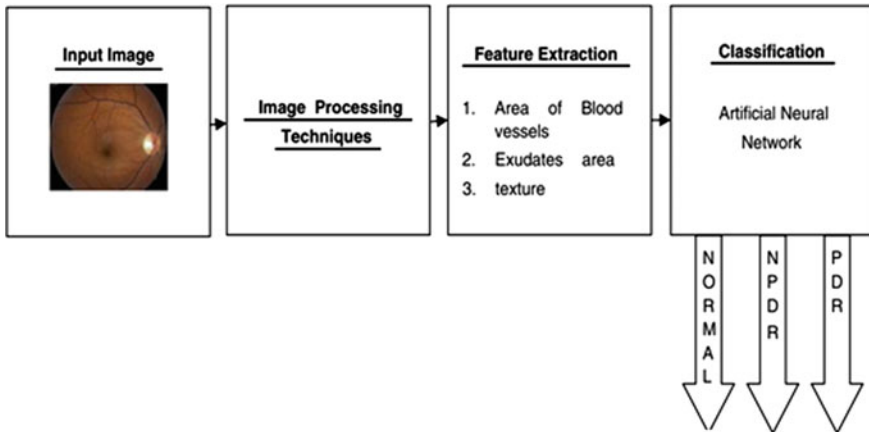 Input Image
Image Processing
Techniques
Feature Extraction
1. Area of Blood
vessels
2. Exudates area
3. texture
Classification
Artificial Neural
Network
NORMAL
NPDR
PDR